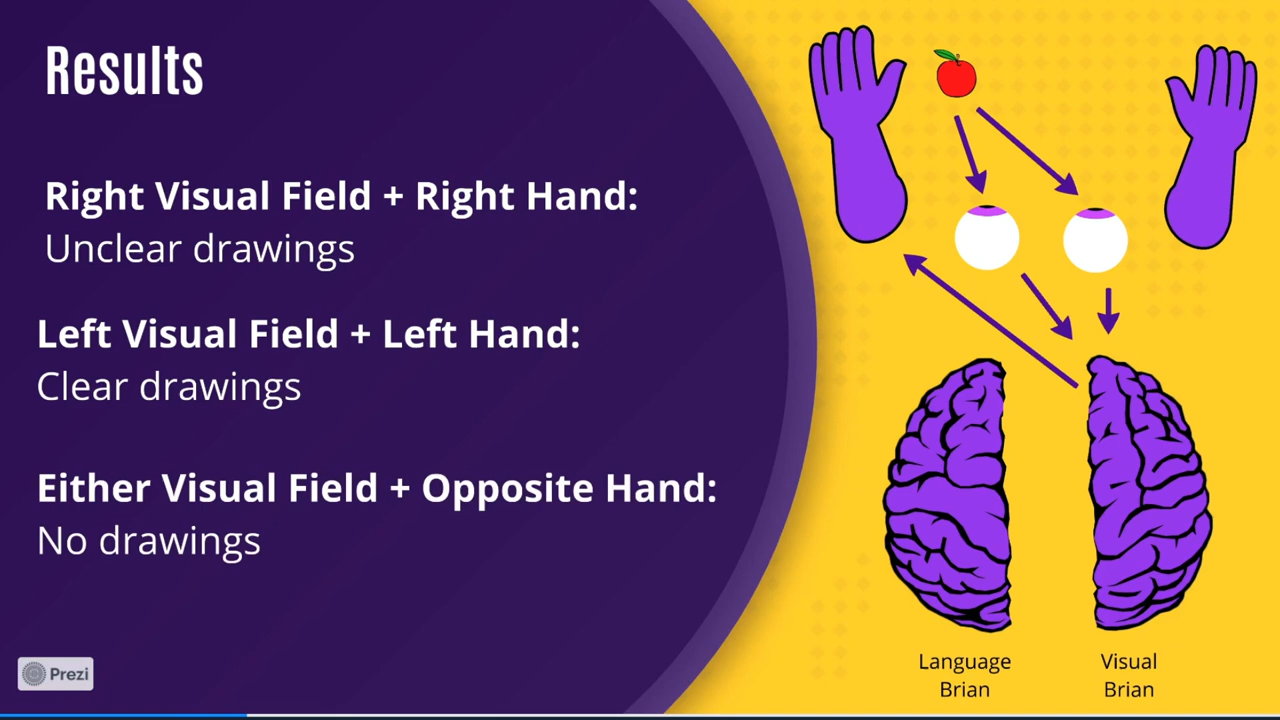 Results
Right Visual Field + Right Hand:
Unclear drawings
Left Visual Field + Left Hand:
Clear drawings
Either Visual Field + Opposite Hand:
No drawings
Prezi
Language
Brian
Visual
Brian